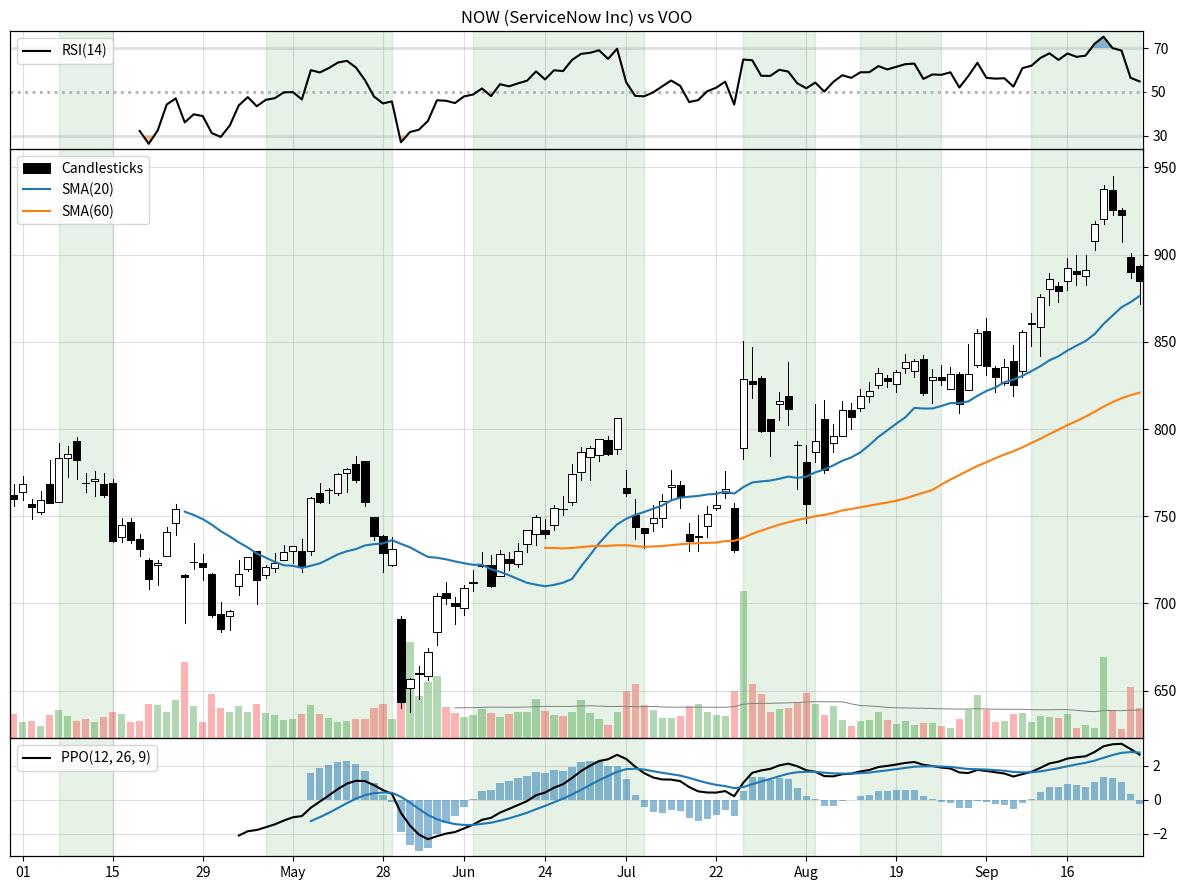 NOW (ServiceNow Inc) vs VOO
RSI(14)
70
50
30
Candlesticks
SMA(20)
SMA(60)
950
900
850
800
750
700
650
PPO(12, 26, 9)
2
0
−2
01 15 29 May 28 Jun 24 Jul 22 Aug 19 Sep 16